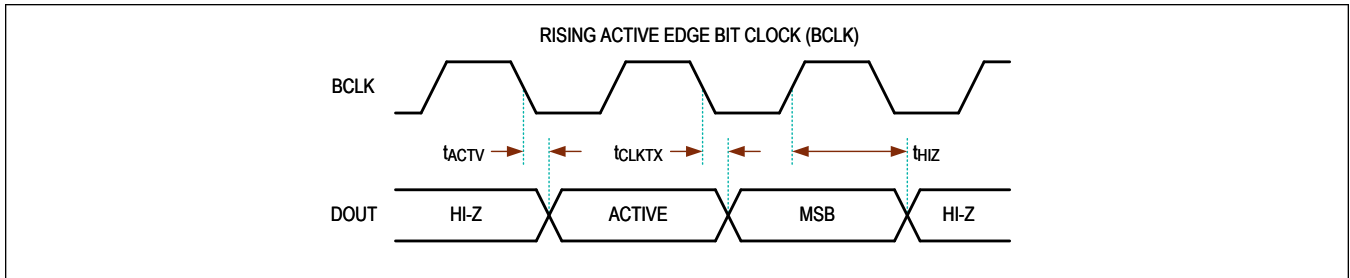 RISING ACTIVE EDGE BIT CLOCK (BCLK)
BCLK
tACTV
tCLKTX
tHIZ
DOUT
HI-Z
ACTIVE
MSB
HI-Z